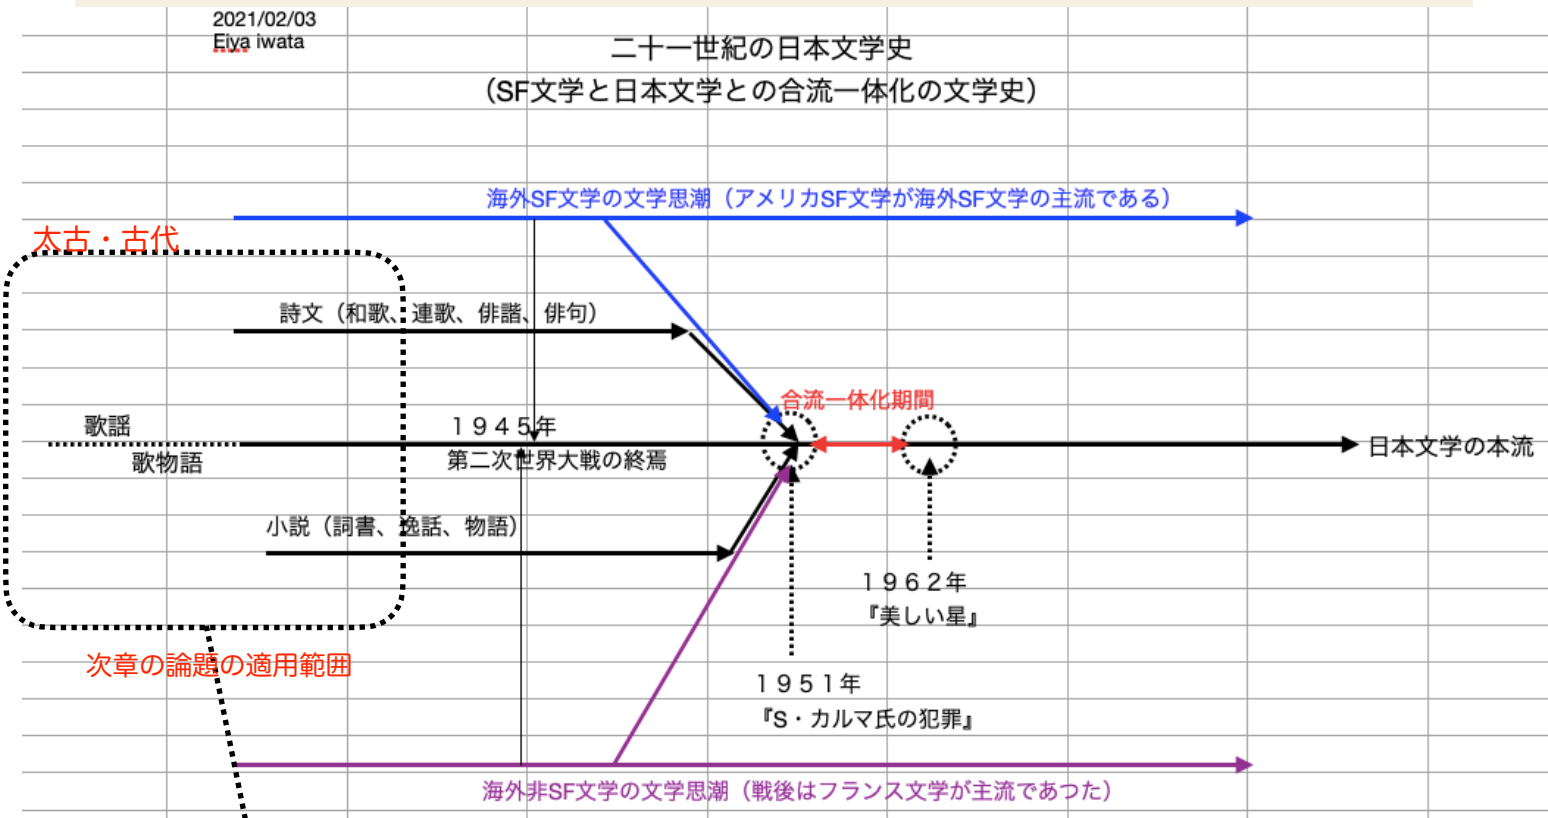 2021/02/03
Eiya iwata
二十一世紀の日本文学史
（SF文学と日本文学との合流一体化の文学史）
海外SF文学の文学思潮（アメリカSF文学が海外SF文学の主流である）
太古・古代
詩文（和歌、連歌、俳諧、俳句）
合流一体化期間
歌謡
１９４５年
日本文学の本流
歌物語
第二次世界大戦の終焉
小説（詞書、逸話、物語）
１９６２年
『美しい星』
次章の論題の適用範囲
１９５１年
『S・カルマ氏の犯罪』
海外非SF文学の文学思潮（戦後はフランス文学が主流であつた）